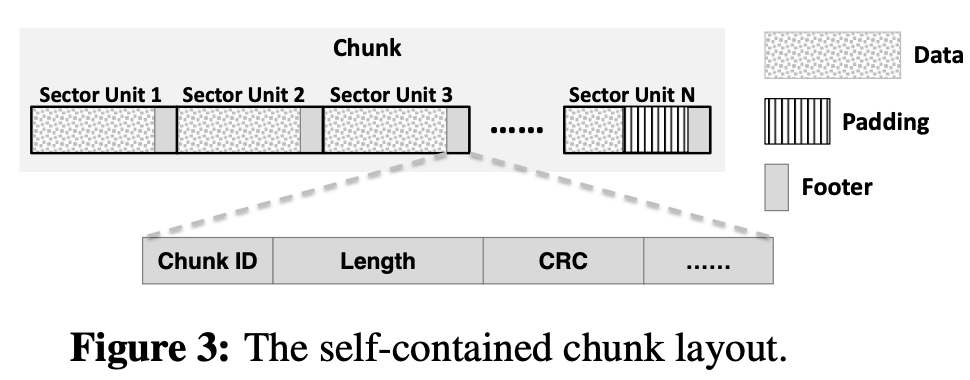 Chunk
Sector Unit 1 Sector Unit 2 Sector Unit 3 Sector Unit N
......
Data
Padding
Footer
Chunk ID Length CRC ......
Figure 3: The self-contained chunk layout.